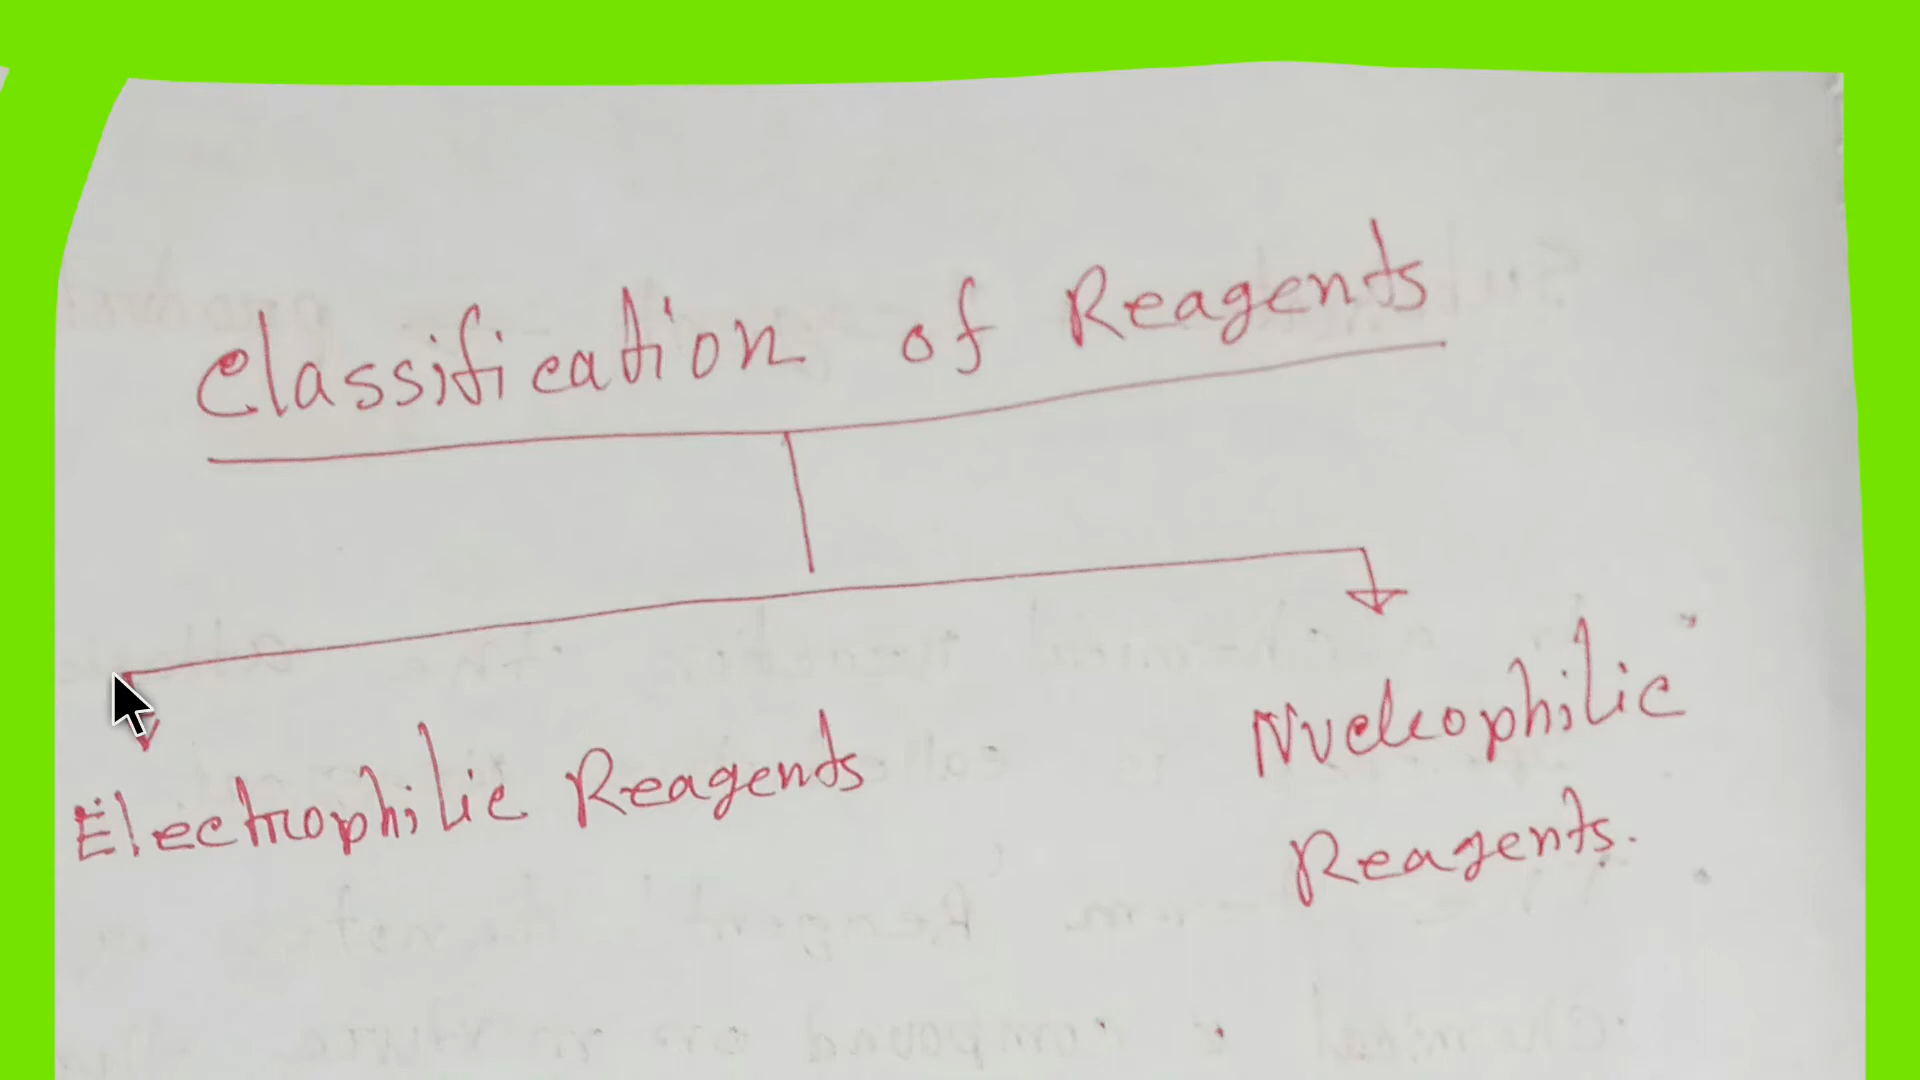 Classification of Reagents
Electrophilic Reagents
Nucleophilic
Reagents.